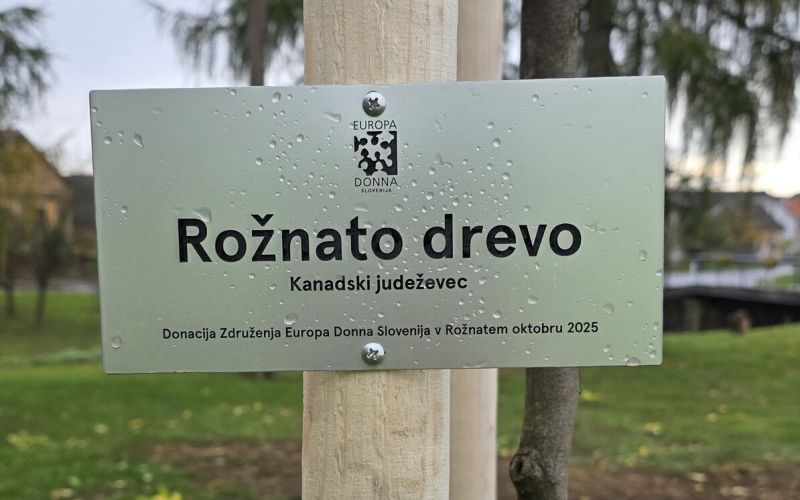 EUROPA
DONNA
SLOVENIJA
Rožnato drevo
Kanadski judeževec
Donacija Združenja Europa Donna Slovenija v Rožnatem oktobru 2025